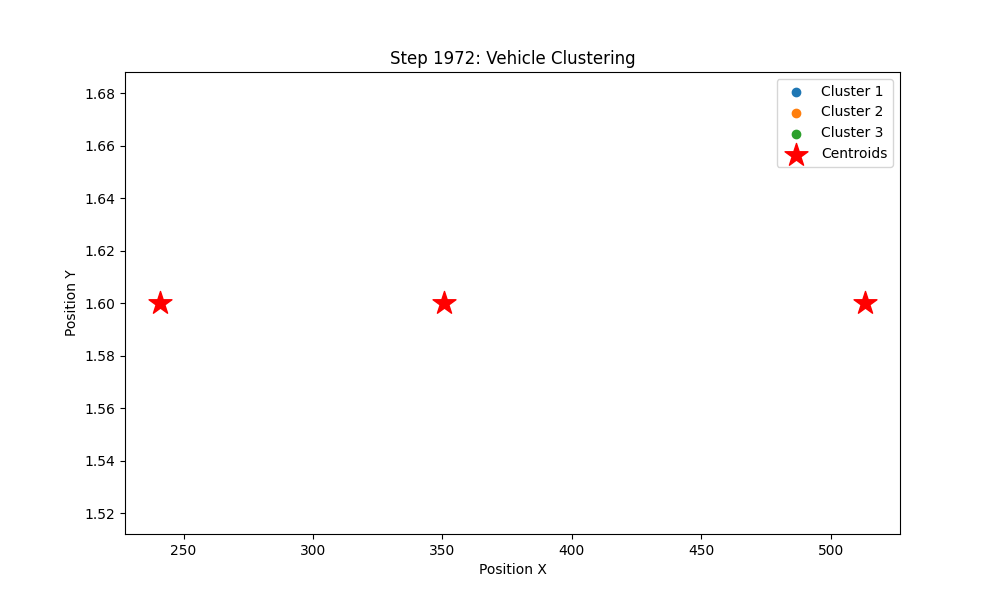 Step 1972: Vehicle Clustering
Cluster 1
Cluster 2
Cluster 3
Centroids
Position Y
1.68
1.66
1.64
1.62
1.60
1.58
1.56
1.54
1.52
250
300
350
400
450
500
Position X